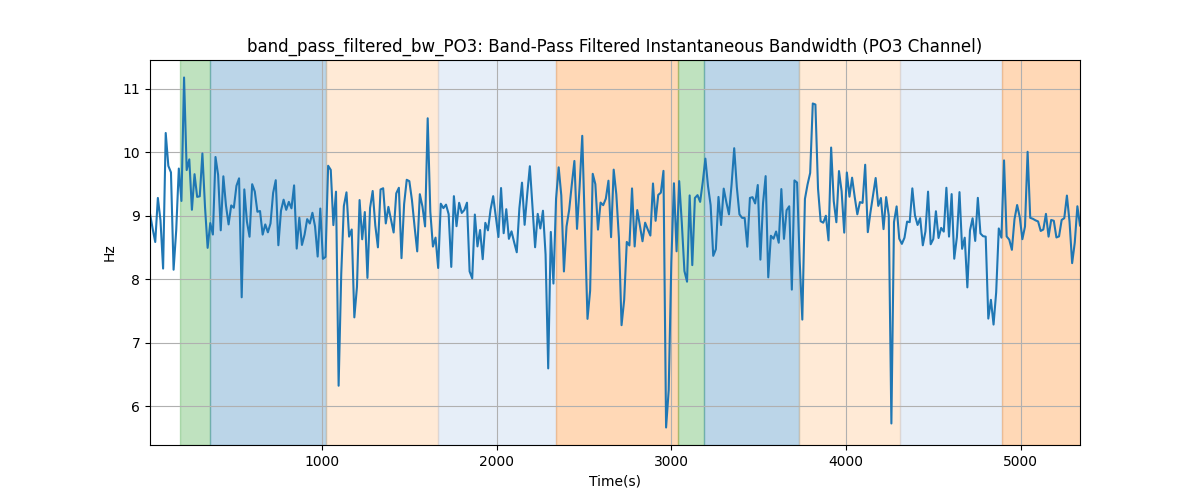 band_pass_filtered_bw_PO3: Band-Pass Filtered Instantaneous Bandwidth (PO3 Channel)
11
10
9
8
7
6
Hz
1000 2000 3000 4000 5000
Time(s)